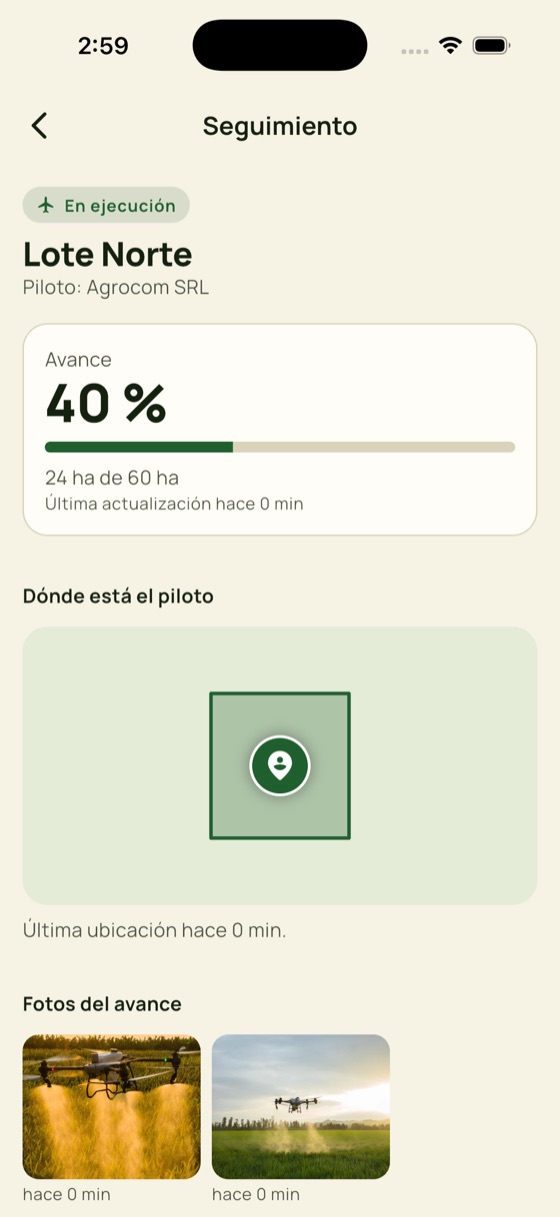 2:59
Seguimiento
En ejecución
Lote Norte
Piloto: Agrocom SRL
Avance
40 %
24 ha de 60 ha
Última actualización hace 0 min
Dónde está el piloto
Última ubicación hace 0 min.
Fotos del avance
hace 0 min
hace 0 min